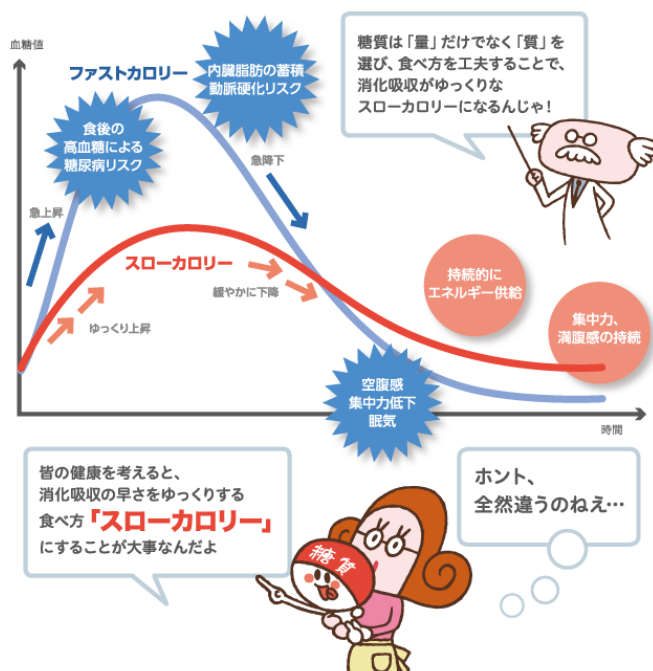 血糖値
ファストカロリー
内臓脂肪の蓄積
動脈硬化リスク
糖質は「量」だけでなく「質」を
選び、食べ方を工夫することで、
消化吸収がゆっくりな
スローカロリーになるんじゃ!
食後の
高血糖による
糖尿病リスク
急降下
急上昇
スローカロリー
持続的に
エネルギー供給
緩やかに下降
ゆっくり上昇
集中力、
満腹感の持続
空腹感
集中力低下
眠気
時間
皆の健康を考えると、
消化吸収の早さをゆっくりする
食べ方「スローカロリー」
にすることが大事なんだよ
ホント、
全然違うのねえ…
糖質